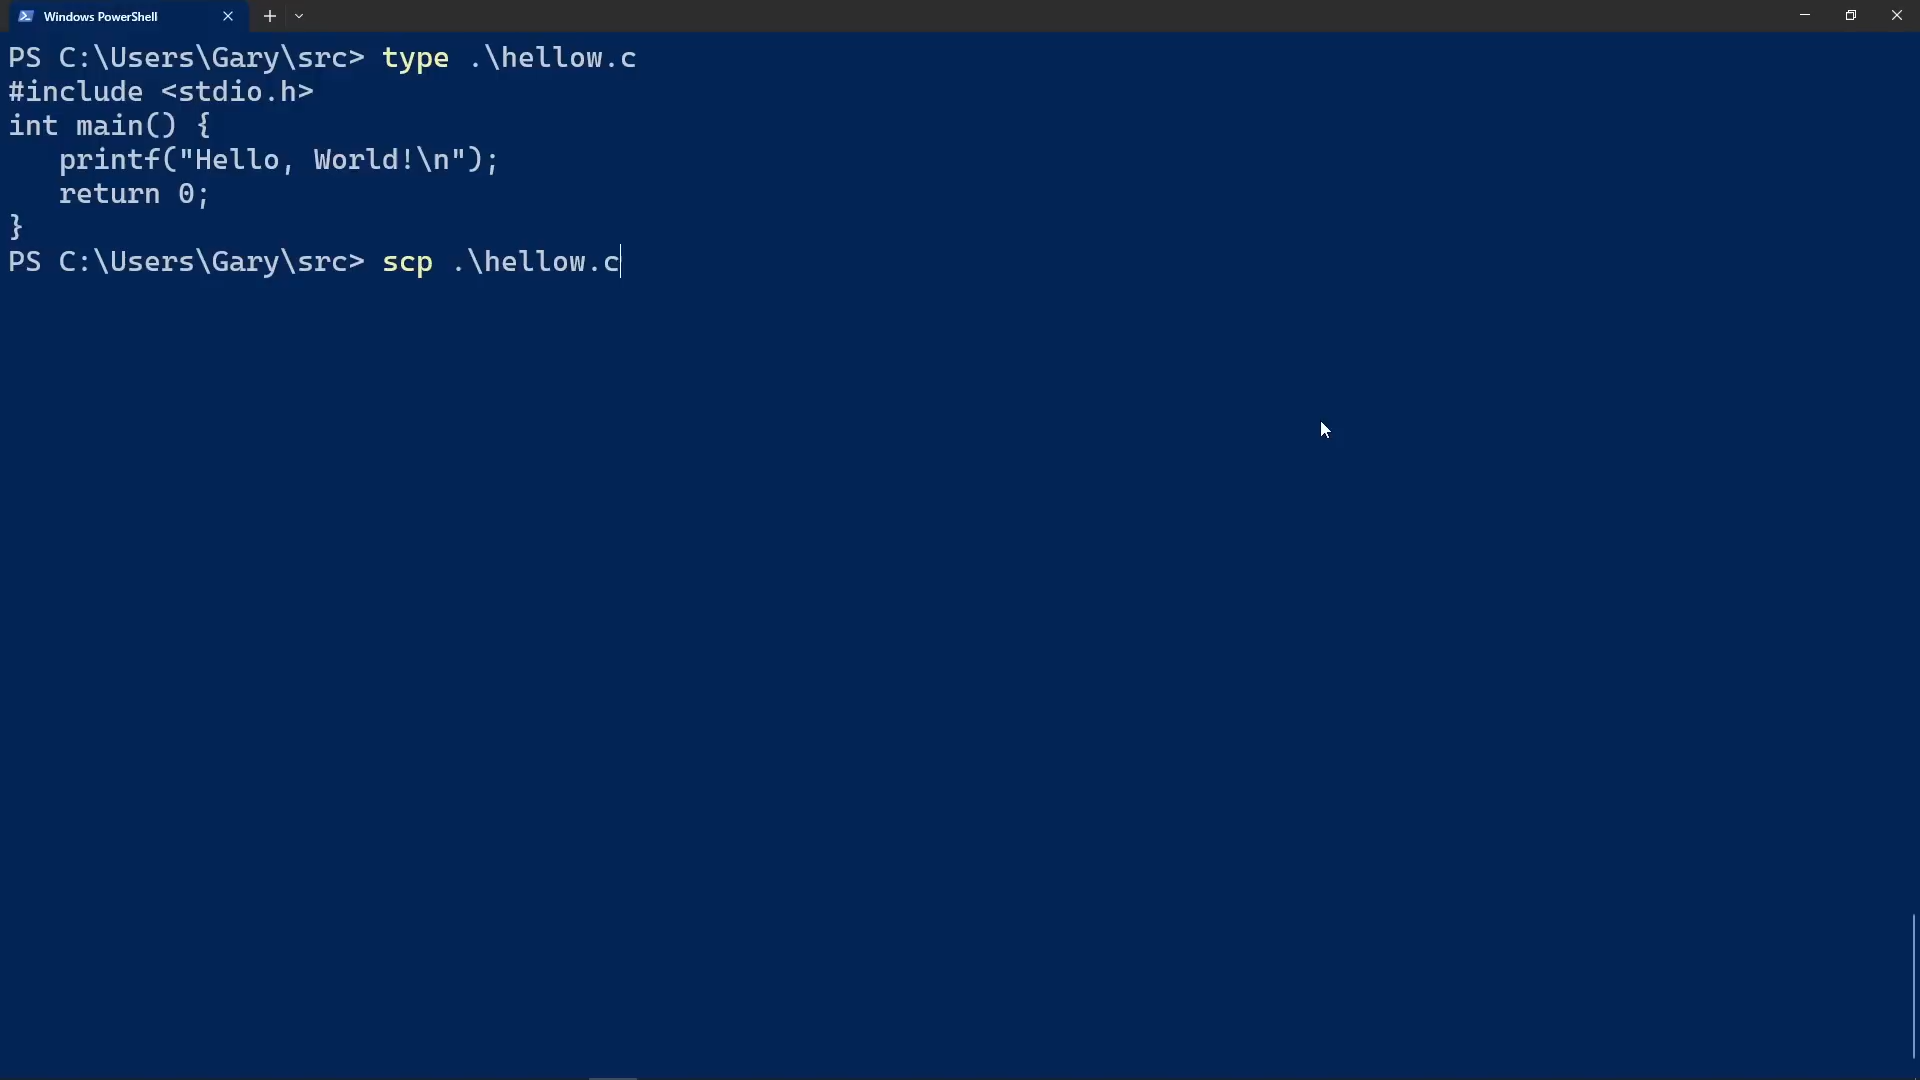 Windows PowerShell
PS C:\Users\Gary\src> type .\hellow.c
#include <stdio.h>
int main() {
   printf("Hello, World!\n");
   return 0;
}
PS C:\Users\Gary\src> scp .\hellow.c